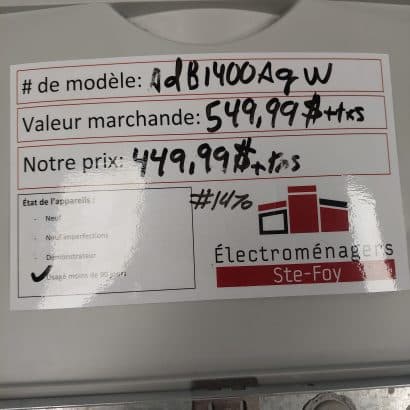 # de modèle: AdB1400AgW
Valeur marchande: 549,99$+txs
Notre prix: 449,99$+txs
#1470
État de l'appareils :
- Neuf
- Neuf imperfections
- Démonstrateur
Usagé moins de 90 jours
Électroménagers
Ste-Foy